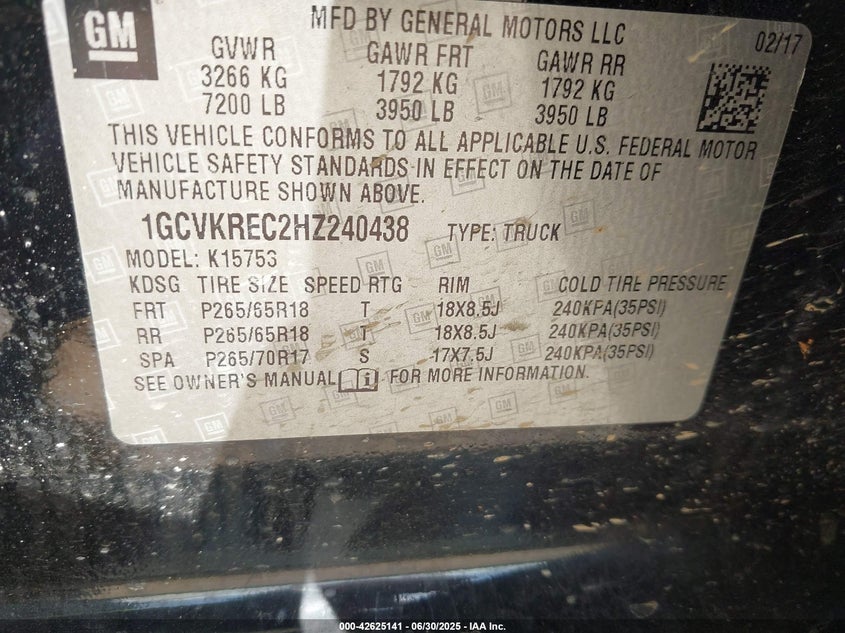 GM
MFD BY GENERAL MOTORS LLC
02/17
GVWR GAWR FRT GAWR RR
3266 KG 1792 KG 1792 KG
7200 LB 3950 LB 3950 LB
THIS VEHICLE CONFORMS TO ALL APPLICABLE U.S. FEDERAL MOTOR
VEHICLE SAFETY STANDARDS IN EFFECT ON THE DATE OF
MANUFACTURE SHOWN ABOVE.
1GCVKREC2HZ240438 TYPE: TRUCK
MODEL: K15753
KDSG TIRE SIZE SPEED RTG RIM COLD TIRE PRESSURE
FRT P265/65R18 T 18X8.5J 240KPA(35PSI)
RR P265/65R18 T 18X8.5J 240KPA(35PSI)
SPA P265/70R17 S 17X7.5J 240KPA(35PSI)
SEE OWNER'S MANUAL FOR MORE INFORMATION.
000-42625141 - 06/30/2025 - IAA Inc.